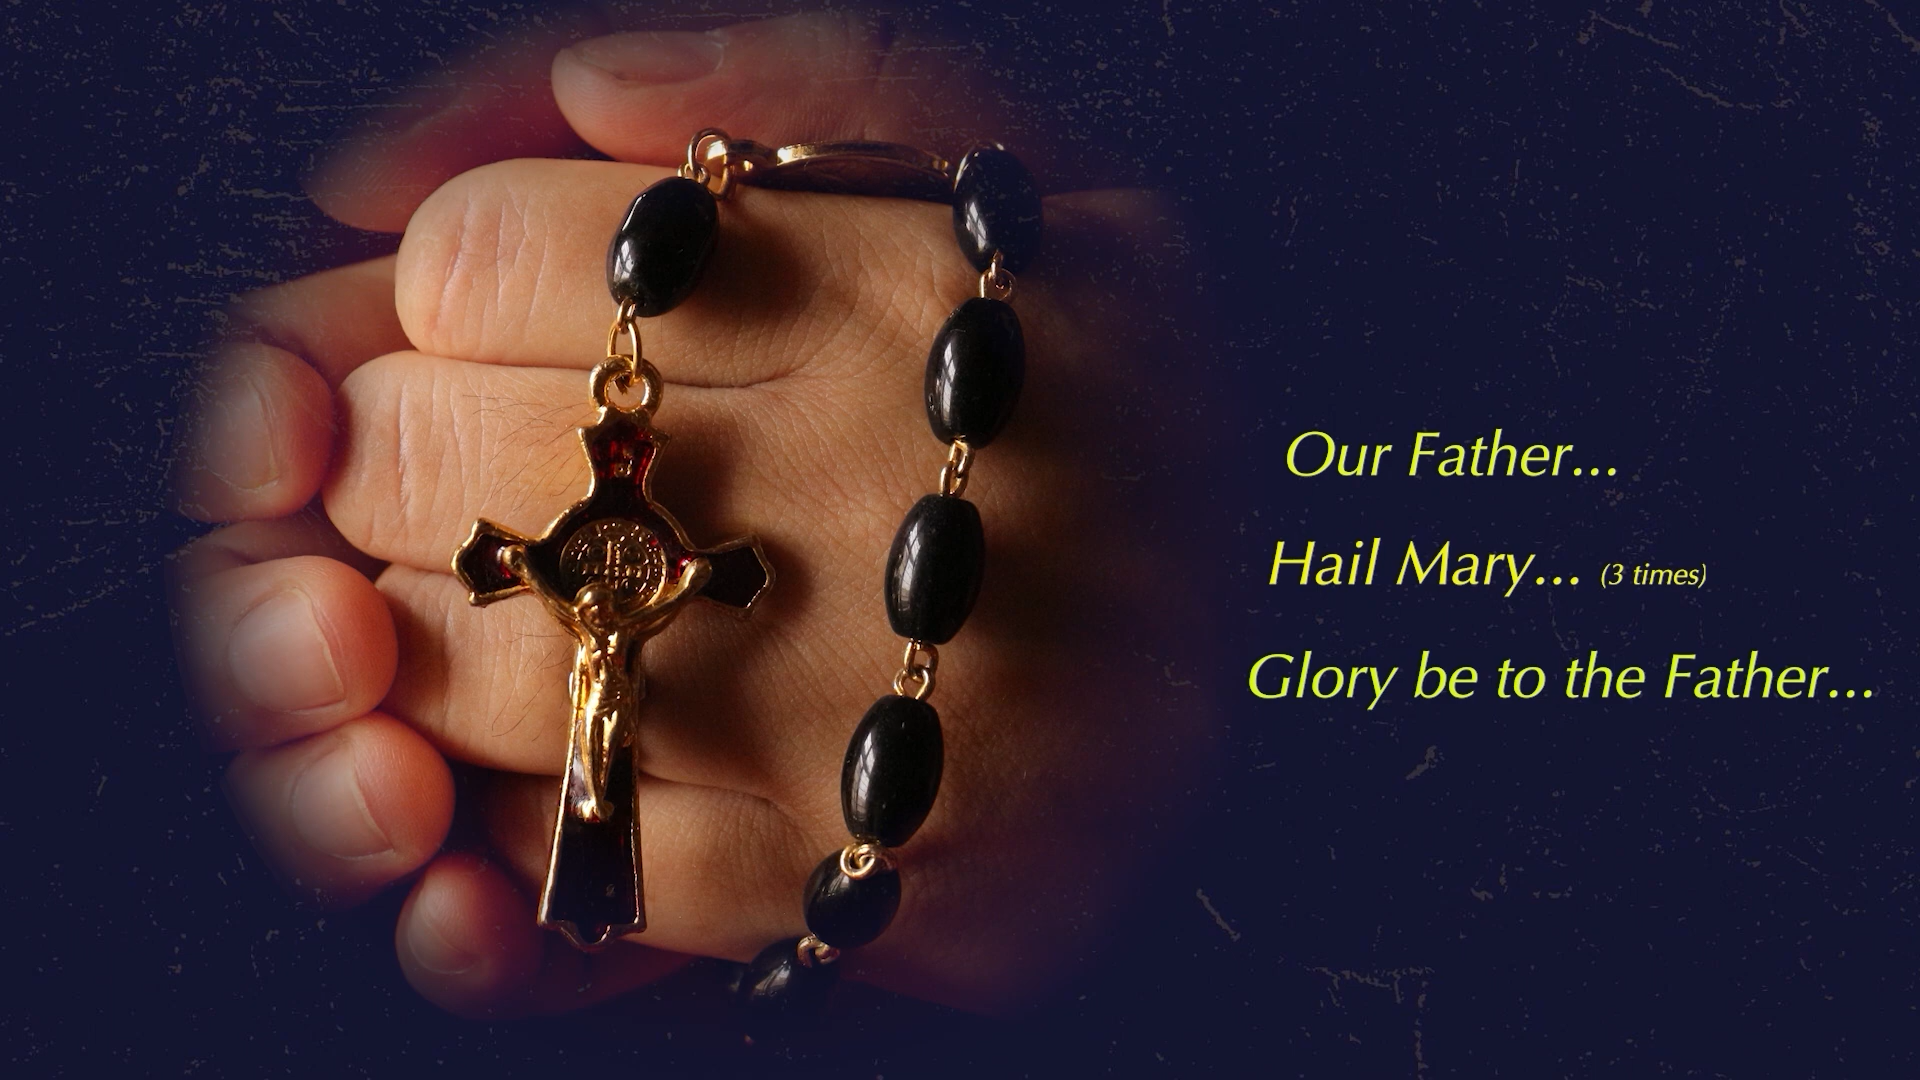 Our Father...
Hail Mary... (3 times)
Glory be to the Father...